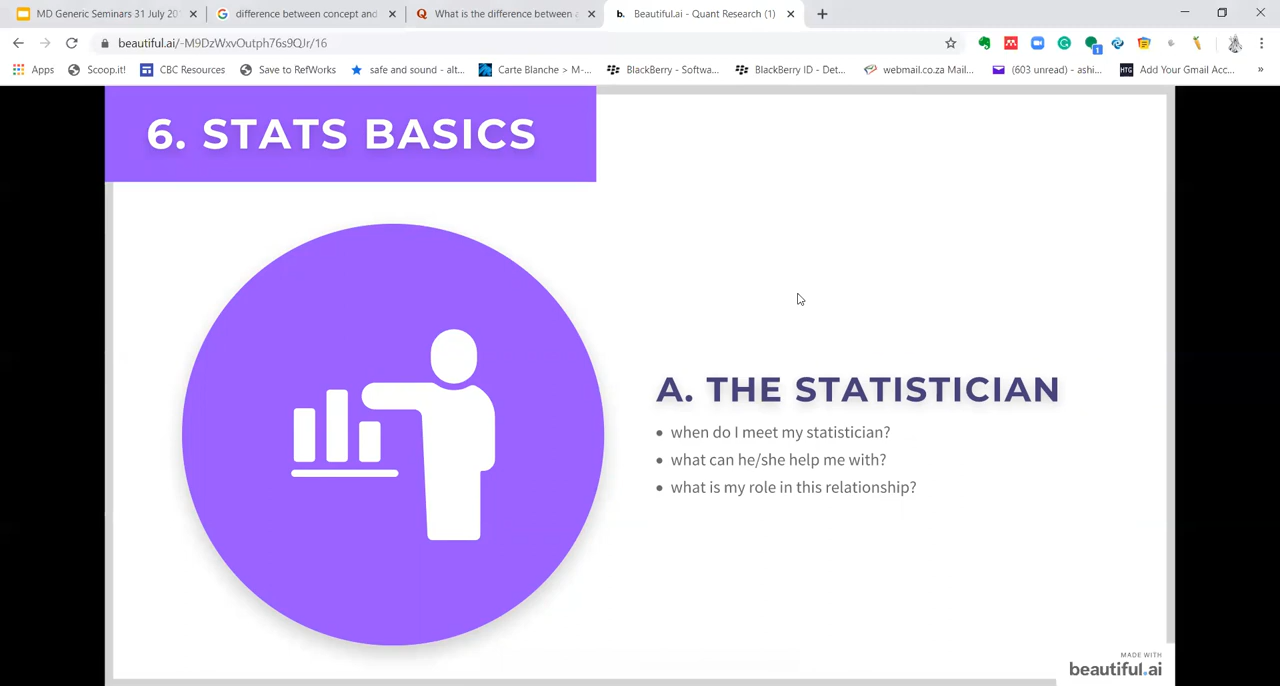 MD Generic Seminars 31 July 201
difference between concept and
What is the difference between
b. Beautiful.ai - Quant Research (1)
beautiful.ai/-M9DzWxvOutph76s9QJr/16
Apps
Scoop.it!
CBC Resources
Save to RefWorks
safe and sound - alt...
Carte Blanche > M-...
BlackBerry - Softwa...
BlackBerry ID - Det...
webmail.co.za Mail...
(603 unread) - ashi...
HTG Add Your Gmail Acc...
»
6. STATS BASICS
A. THE STATISTICIAN
• when do I meet my statistician?
• what can he/she help me with?
• what is my role in this relationship?
MADE WITH
beautiful.ai